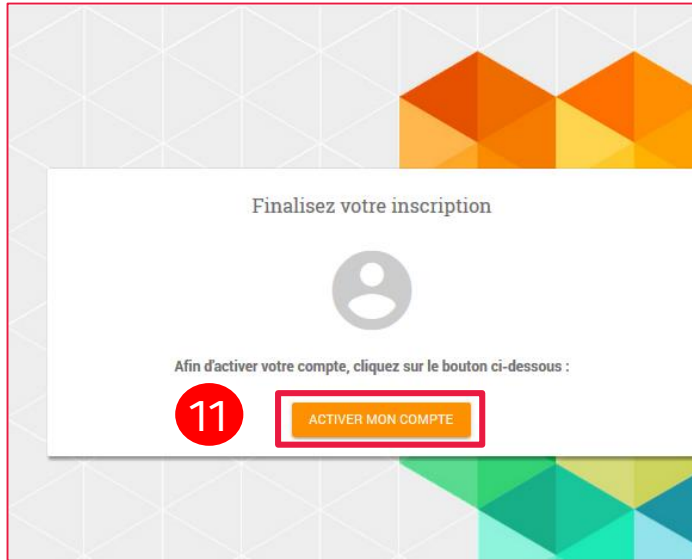 Finalisez votre inscription
Afin d'activer votre compte, cliquez sur le bouton ci-dessous :
11
ACTIVER MON COMPTE